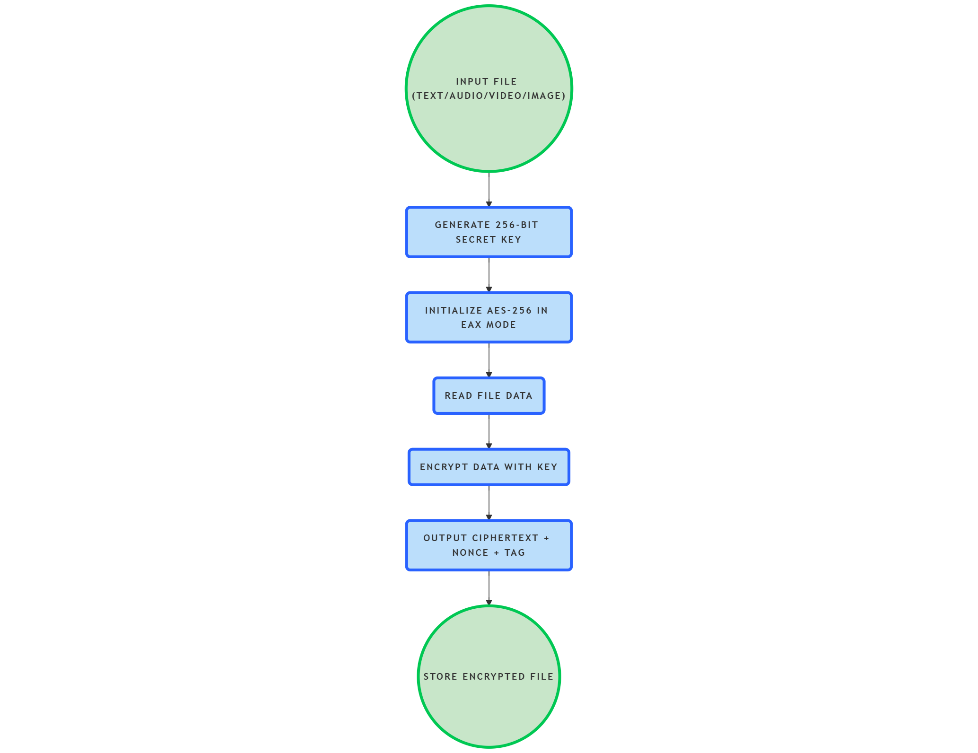 INPUT FILE
(TEXT/AUDIO/VIDEO/IMAGE)
GENERATE 256-BIT
SECRET KEY
INITIALIZE AES-256 IN
EAX MODE
READ FILE DATA
ENCRYPT DATA WITH KEY
OUTPUT CIPHERTEXT +
NONCE + TAG
STORE ENCRYPTED FILE